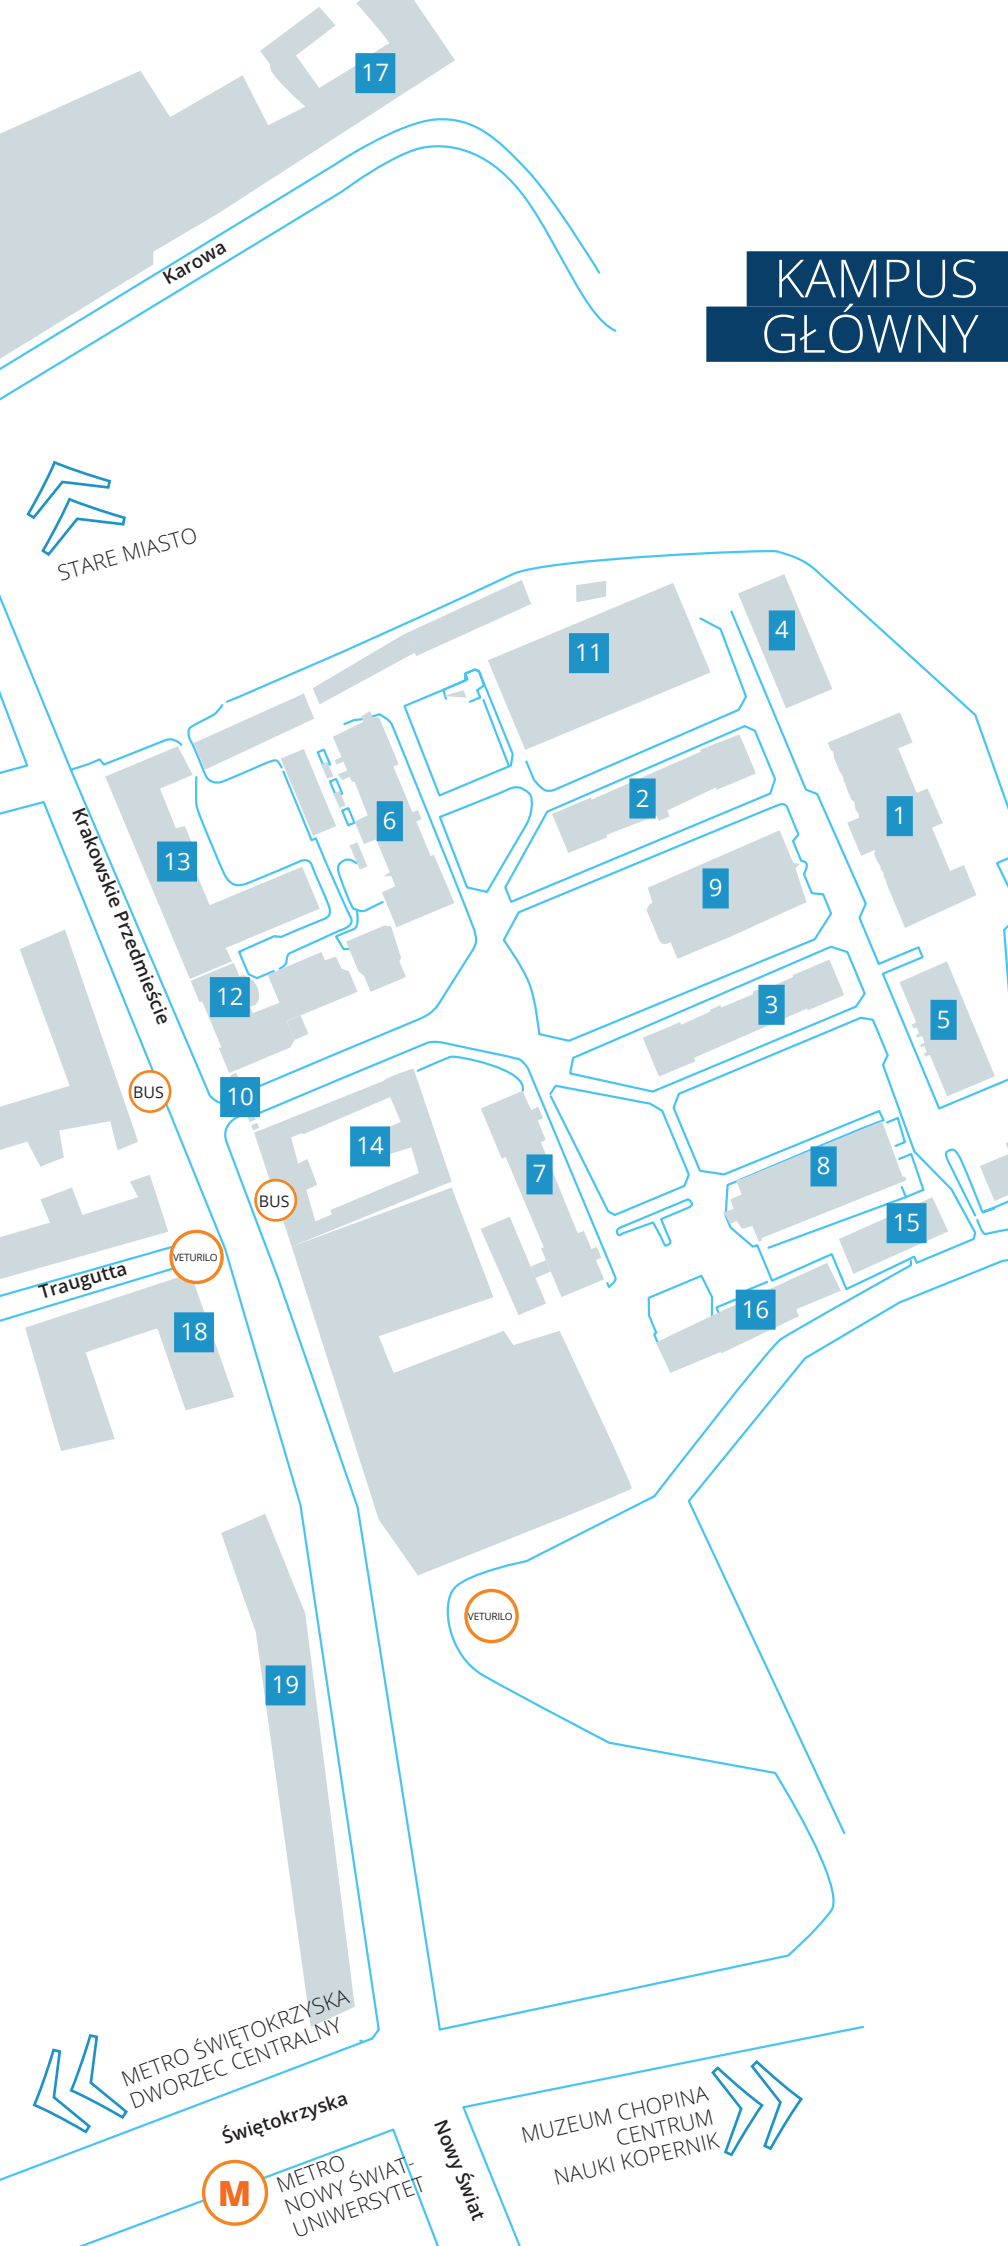 17
Karowa
KAMPUS
GŁÓWNY
STARE MIASTO
4
11
2
1
6
Krakowskie Przedmieście
13
9
12
3
5
BUS
10
14
8
7
BUS
15
VETURILO
Traugutta
16
18
VETURILO
19
METRO ŚWIĘTOKRZYSKA
DWORZEC CENTRALNY
Świętokrzyska
MUZEUM CHOPINA
CENTRUM
NAUKI KOPERNIK
Nowy Świat
M
METRO
NOWY ŚWIAT-
UNIWERSYTET